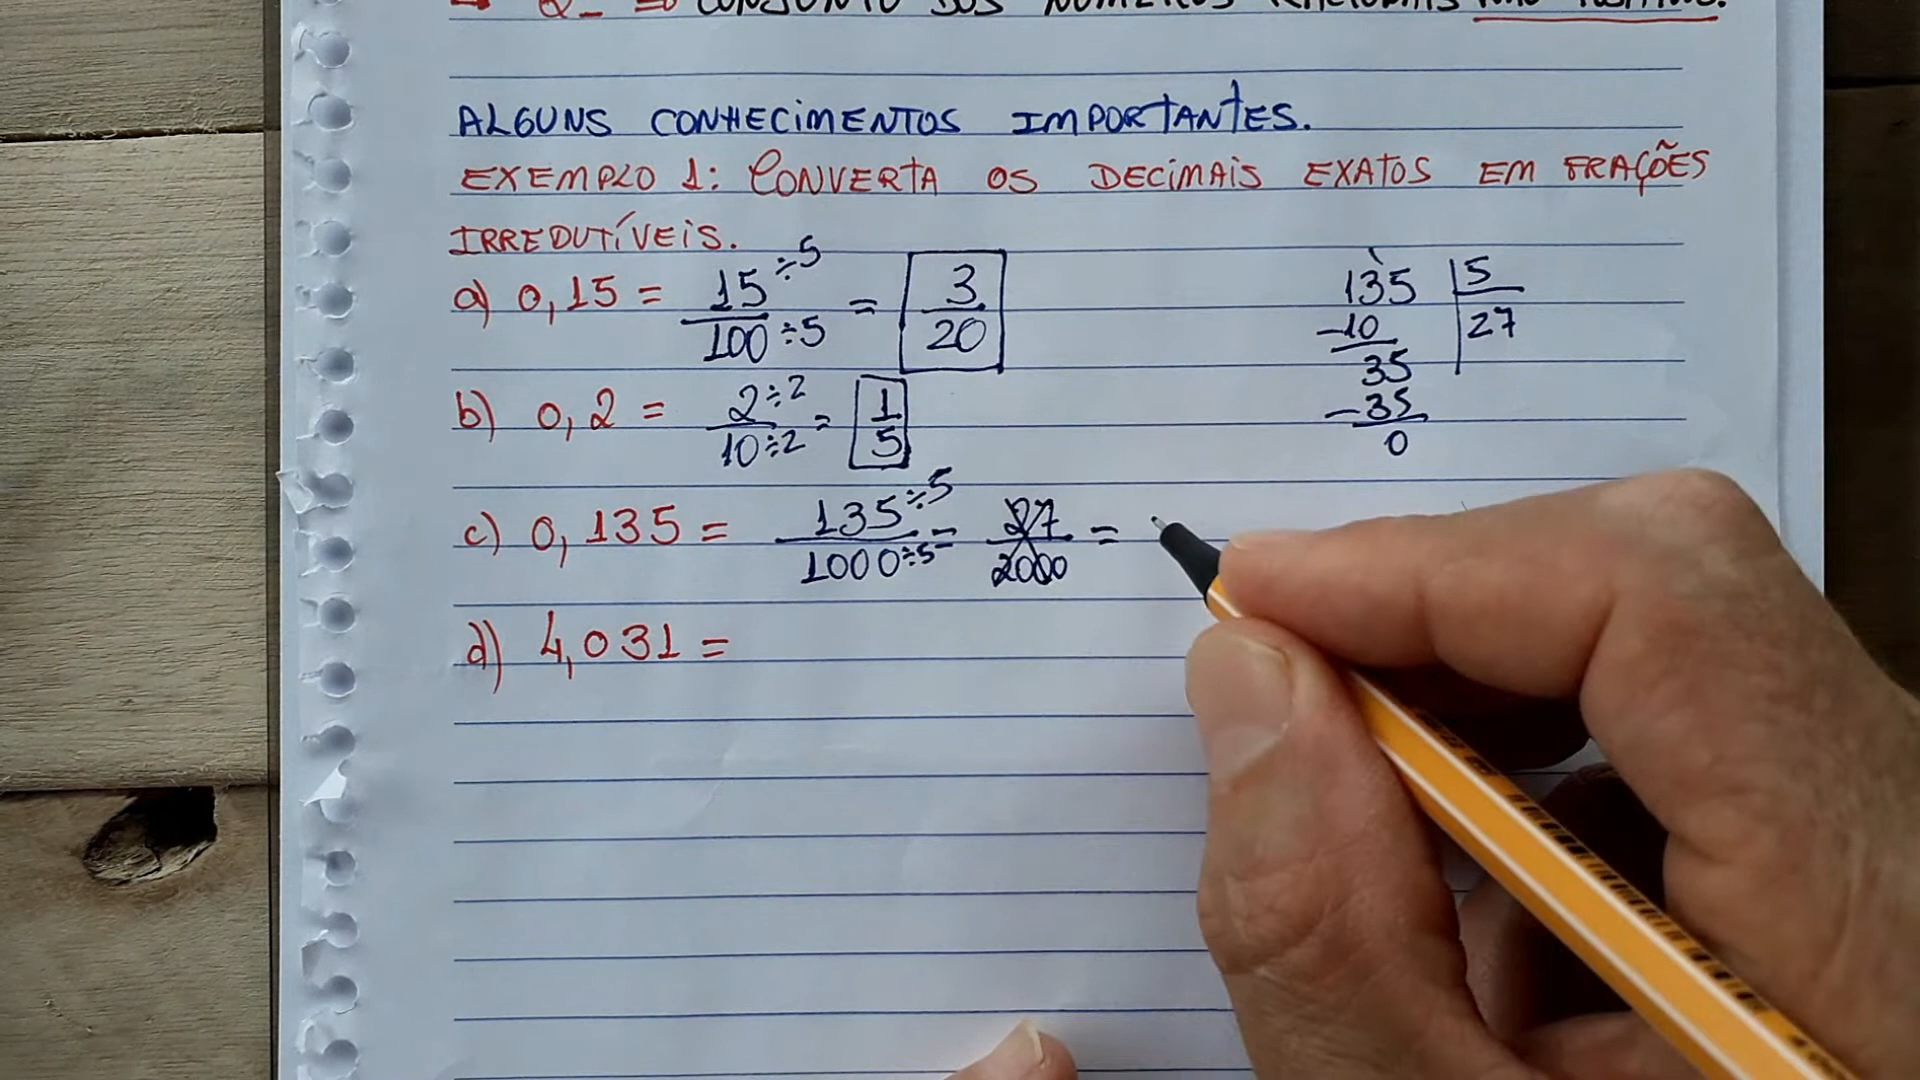 ALGUNS CONHECIMENTOS IMPORTANTES.
EXEMPLO 1: CONVERTA OS DECIMAIS EXATOS EM FRAÇÕES
IRREDUTÍVEIS.
a) 0,15 = 15÷5/100÷5 = 3/20
b) 0,2 = 2÷2/10÷2 = 1/5
c) 0,135 = 135÷5/1000÷5 = 27/2000 =
d) 4,031 =
135 5
-10 27
35
-35
0